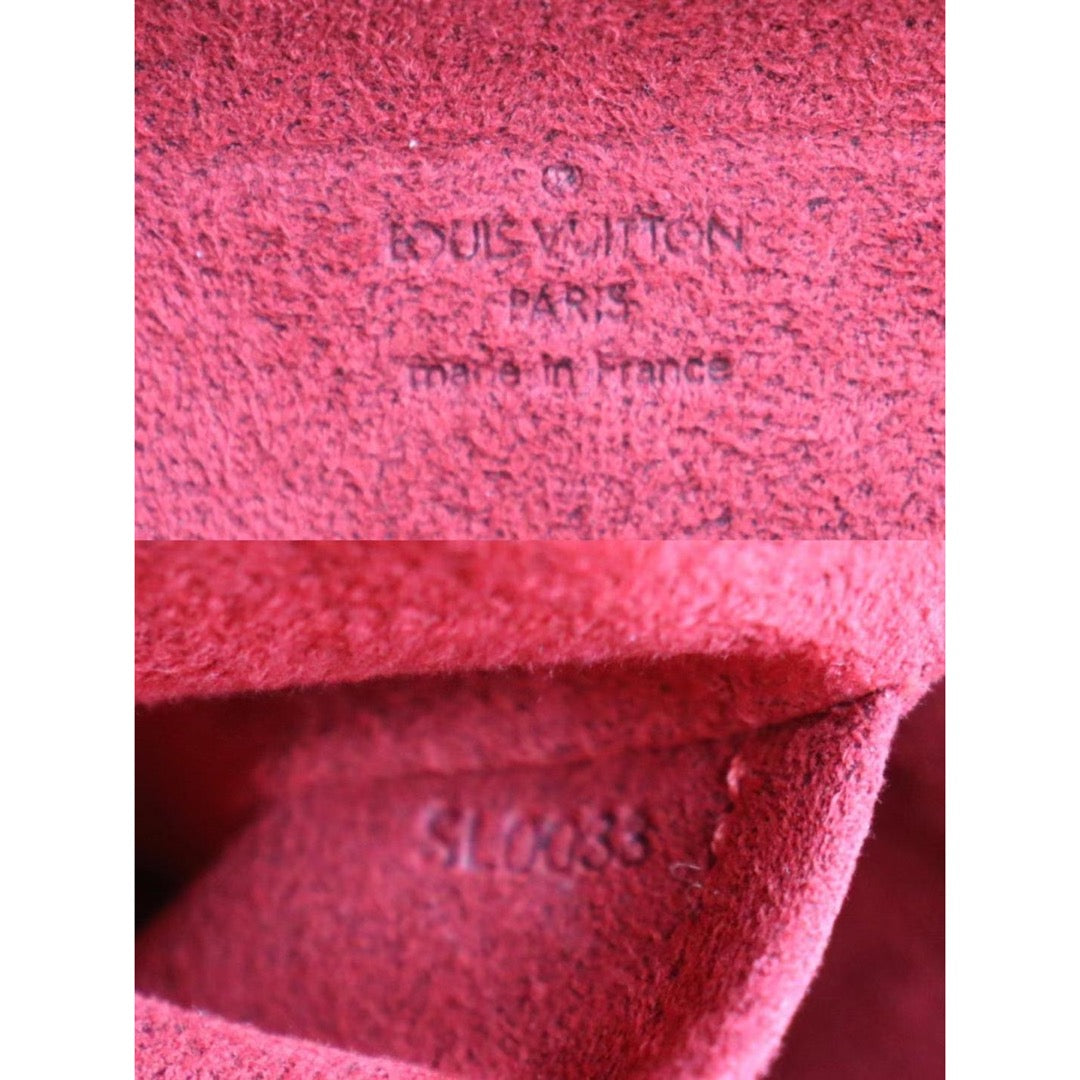 ®
LOUIS VUITTON
PARIS
made in France
SL0033